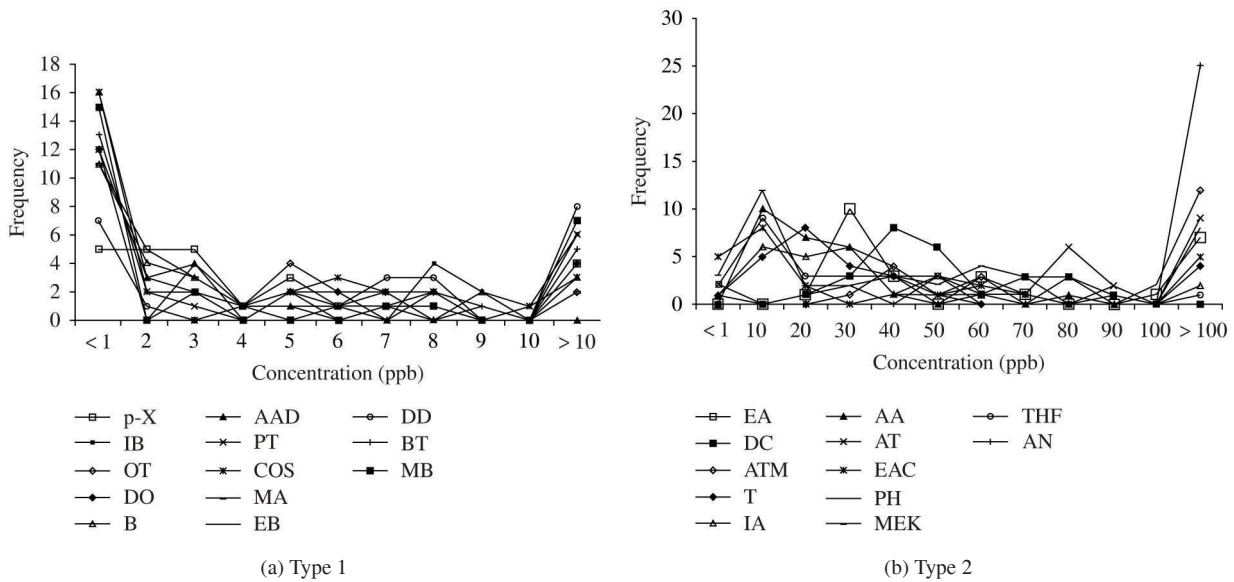 18
16
14
12
10
8
6
4
2
0
Frequency
< 1 2 3 4 5 6 7 8 9 10 > 10
Concentration (ppb)
p-X AAD DD
IB PT BT
OT COS MB
DO MA
B EB
(a) Type 1
30
25
20
15
10
5
0
Frequency
< 1 10 20 30 40 50 60 70 80 90 100 > 100
Concentration (ppb)
EA AA THF
DC AT AN
ATM EAC
T PH
IA MEK
(b) Type 2